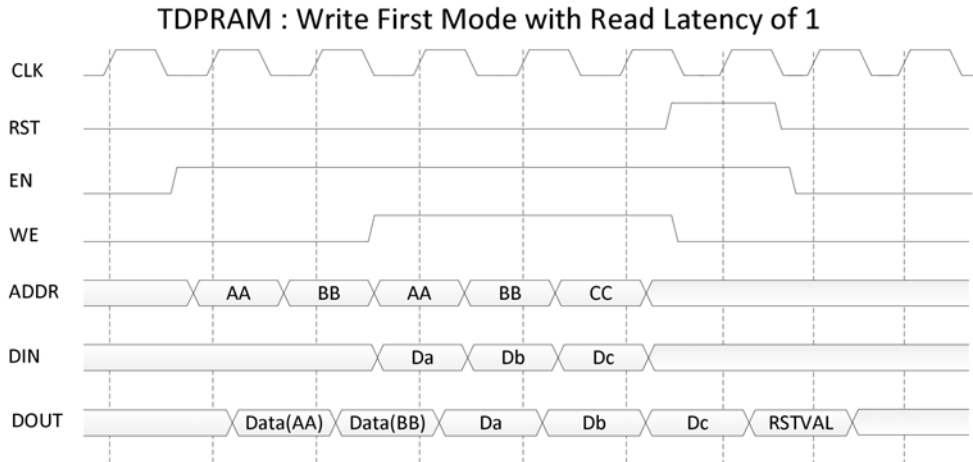 TDPRAM : Write First Mode with Read Latency of 1
CLK
RST
EN
WE
ADDR AA BB AA BB CC
DIN Da Db Dc
DOUT Data(AA) Data(BB) Da Db Dc RSTVAL